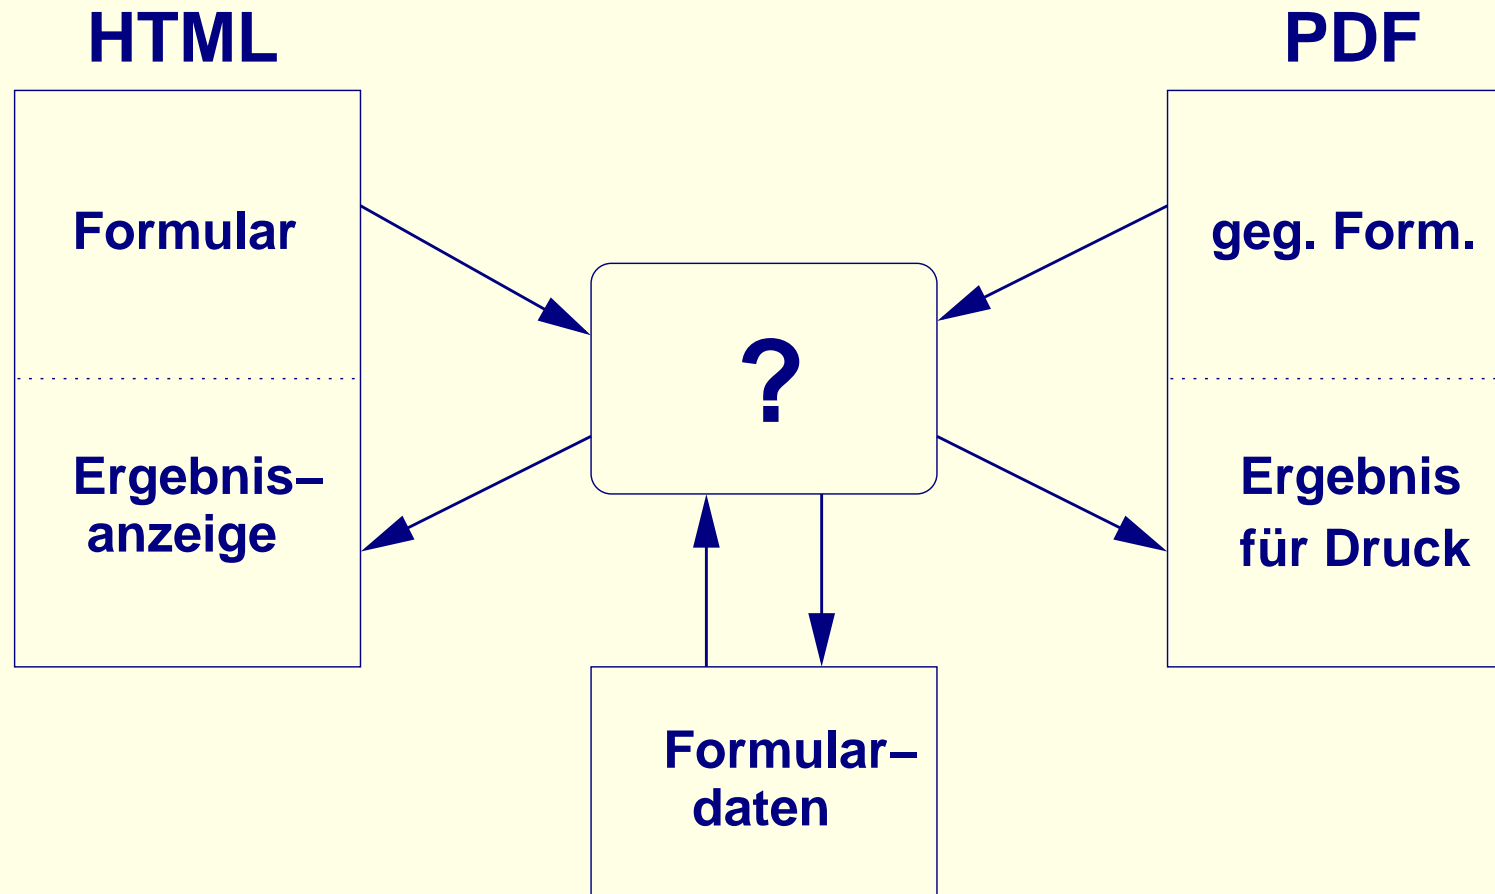 HTML
PDF
Formular
geg. Form.
?
Ergebnis–
anzeige
Ergebnis
für Druck
Formular–
daten